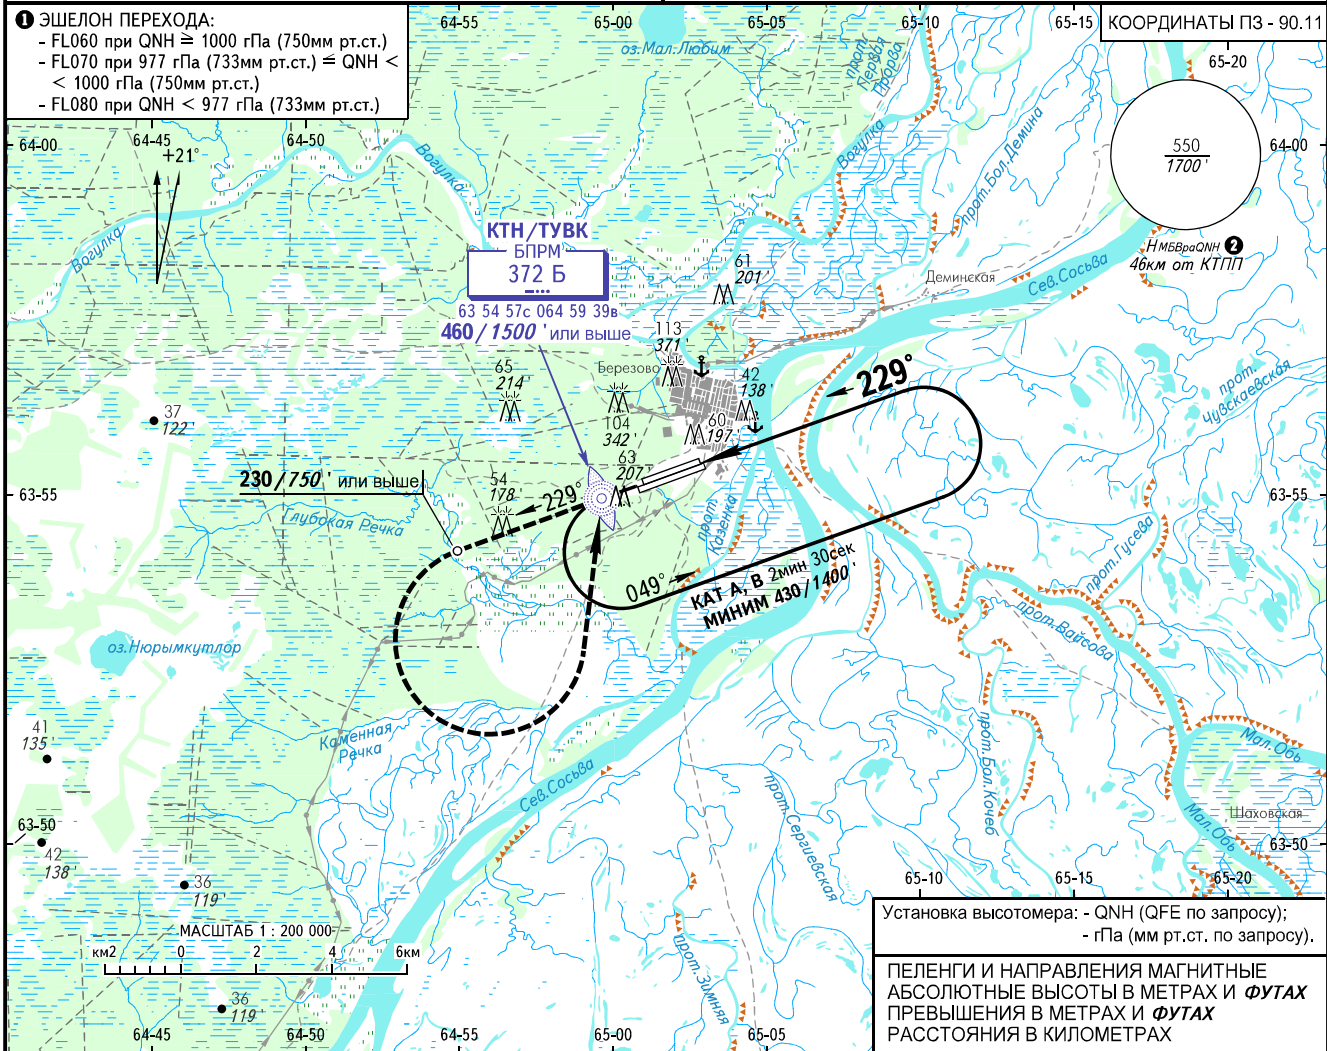 ❶ ЭШЕЛОН ПЕРЕХОДА:
- FL060 при QNH ≥ 1000 гПа (750мм рт.ст.)
- FL070 при 977 гПа (733мм рт.ст.) ≤ QNH <
< 1000 гПа (750мм рт.ст.)
- FL080 при QNH < 977 гПа (733мм рт.ст.)
64-55
65-00
65-05
65-10
65-15
КООРДИНАТЫ ПЗ - 90.11
65-20
64-00
64-45
64-50
64-00
+21°
оз.Мал.Любим
прот. Первая Прорва
Вогулка
Вогулка
Вогулка
прот.Бол.Демина
550
1700'
НМБВраQNH ❷
46км от КТПП
КТН/ТУВК
БПРМ
372 Б
63 54 57с 064 59 39в
460/1500' или выше
61
201'
Деминская
Сев.Сосьва
113
371'
Березово
65
214'
42
138'
229°
прот. Чувскаевская
37
122'
104
342'
60
197'
63
207'
230/750' или выше
54
178'
229°
63-55
63-55
Глубокая Речка
прот. Казенка
049°
КАТ А, В 2мин 30сек
МИНИМ 430/1400'
прот.Гусева
прот.Вайсова
оз.Нюрымкутлор
41
135'
Каменная
Речка
Сев.Сосьва
прот.Бол.Кочеб
Мал.Обь
прот.Сергиевская
Мал.Обь
Шаховская
63-50
63-50
42
138'
36
119'
65-10
65-15
65-20
МАСШТАБ 1 : 200 000
км2 0 2 4 6км
прот.Зимняя
36
119'
64-45
64-50
64-55
65-00
65-05
Установка высотомера: - QNH (QFE по запросу);
- гПа (мм рт.ст. по запросу).
ПЕЛЕНГИ И НАПРАВЛЕНИЯ МАГНИТНЫЕ
АБСОЛЮТНЫЕ ВЫСОТЫ В МЕТРАХ И ФУТАХ
ПРЕВЫШЕНИЯ В МЕТРАХ И ФУТАХ
РАССТОЯНИЯ В КИЛОМЕТРАХ